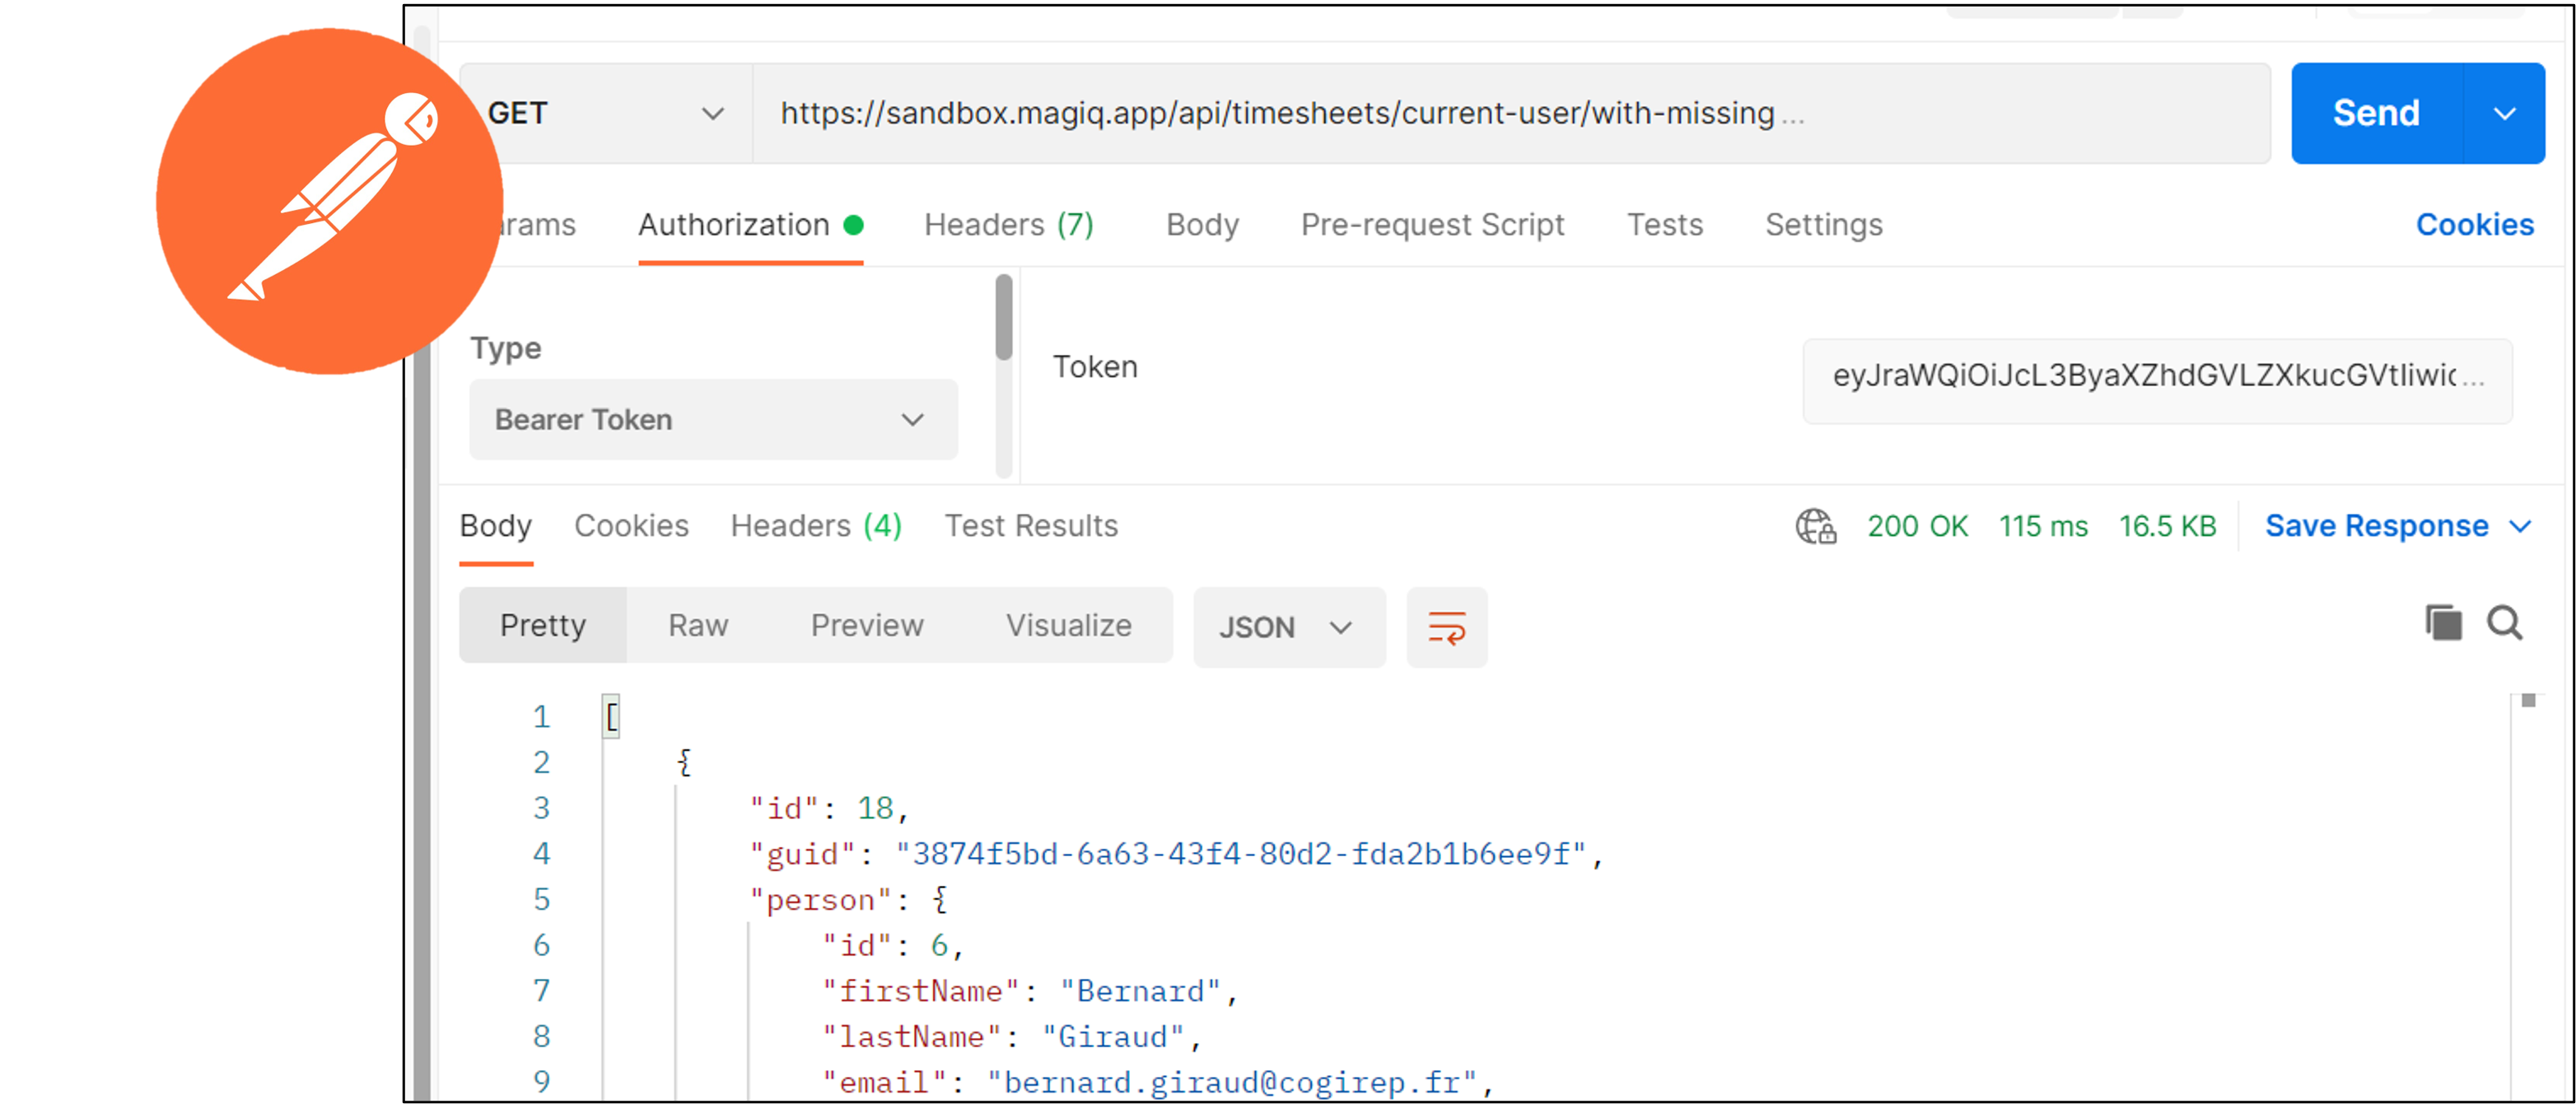 GET
https://sandbox.magiq.app/api/timesheets/current-user/with-missing ...
Send
rams
Authorization
Headers (7)
Body
Pre-request Script
Tests
Settings
Cookies
Type
Bearer Token
Token
eyJraWQiOiJcL3ByaXZhdGVLZXkucGVtIiwic...
Body
Cookies
Headers (4)
Test Results
200 OK
115 ms
16.5 KB
Save Response
Pretty
Raw
Preview
Visualize
JSON
1 [
2 {
3 "id": 18,
4 "guid": "3874f5bd-6a63-43f4-80d2-fda2b1b6ee9f",
5 "person": {
6 "id": 6,
7 "firstName": "Bernard",
8 "lastName": "Giraud",
9 "email": "bernard.giraud@cogirep.fr",